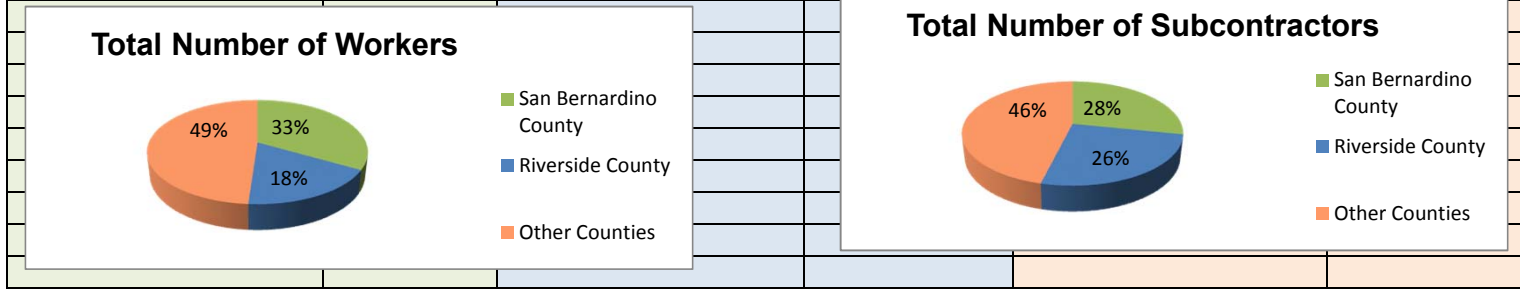 Total Number of Workers
49%
33%
18%
San Bernardino
County
Riverside County
Other Counties
Total Number of Subcontractors
46%
28%
26%
San Bernardino
County
Riverside County
Other Counties